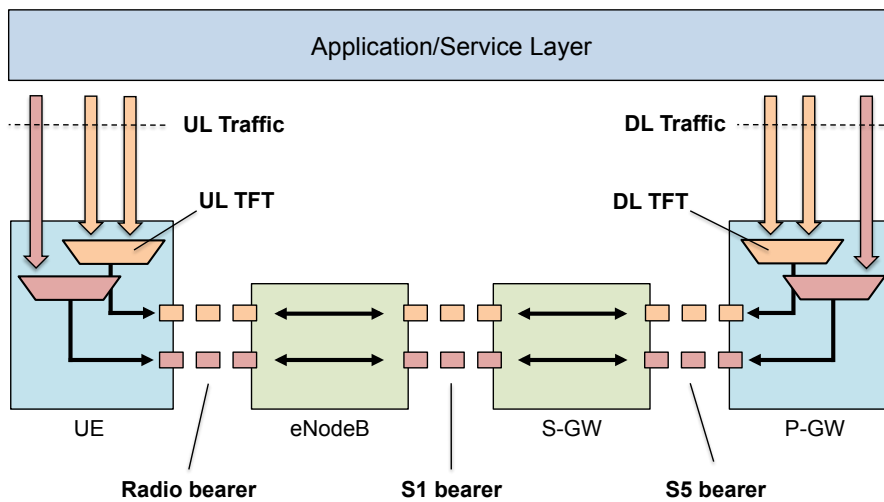 Application/Service Layer
UL Traffic
DL Traffic
UL TFT
DL TFT
UE
eNodeB
S-GW
P-GW
Radio bearer
S1 bearer
S5 bearer